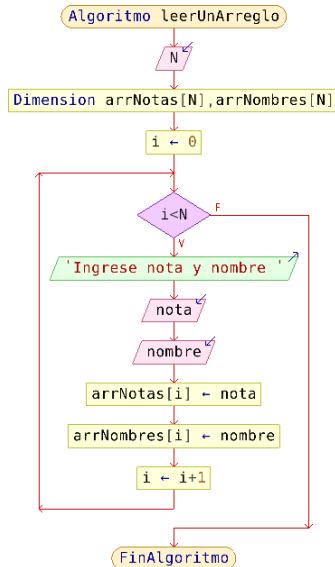 Algoritmo leerUnArreglo
N
Dimension arrNotas[N],arrNombres[N]
i ← 0
i<N
F
V
'Ingrese nota y nombre '
nota
nombre
arrNotas[i] ← nota
arrNombres[i] ← nombre
i ← i+1
FinAlgoritmo